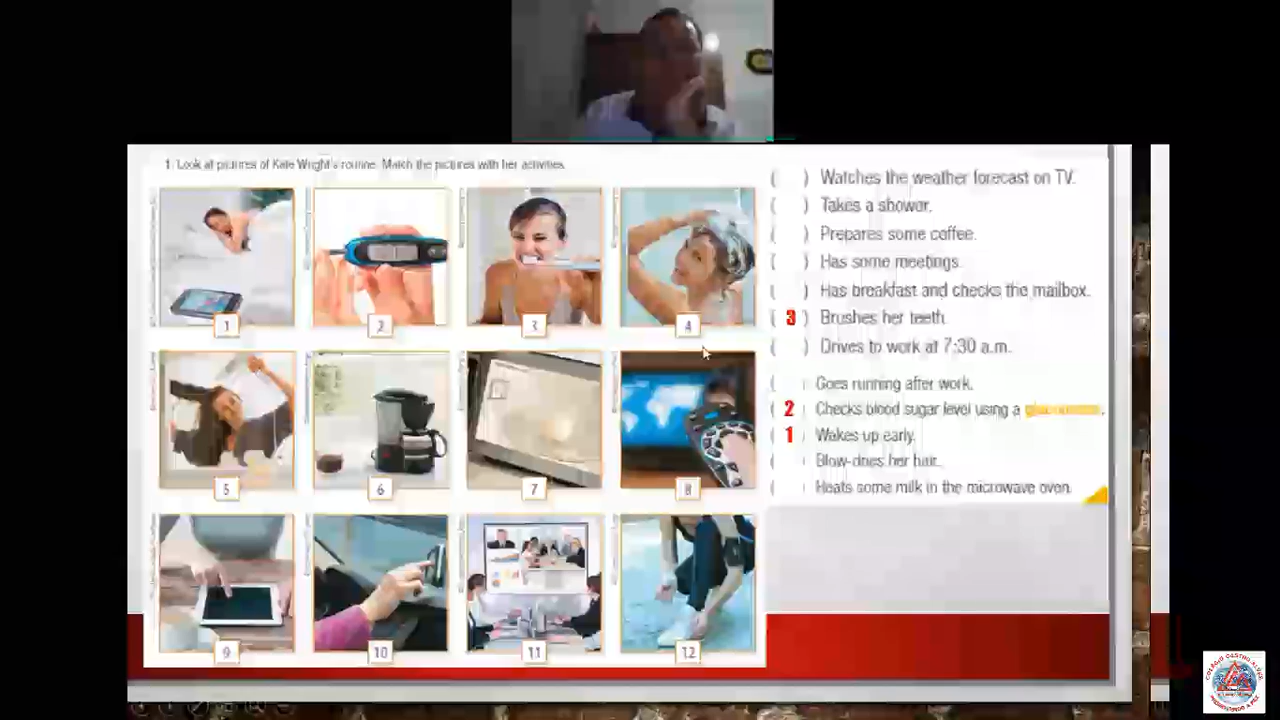 1. Look at pictures of Kate Wright's routine. Match the pictures with her activities.
1
2
3
4
5
6
7
8
9
10
11
12
( ) Watches the weather forecast on TV.
( ) Takes a shower.
( ) Prepares some coffee.
( ) Has some meetings.
( ) Has breakfast and checks the mailbox.
( 3 ) Brushes her teeth.
( ) Drives to work at 7:30 a.m.
( ) Goes running after work.
( 2 ) Checks blood sugar level using a
( 1 ) Wakes up early.
( ) Blow-dries her hair.
( ) Heats some milk in the microwave oven.
COLÉGIO CASTRO ALVES